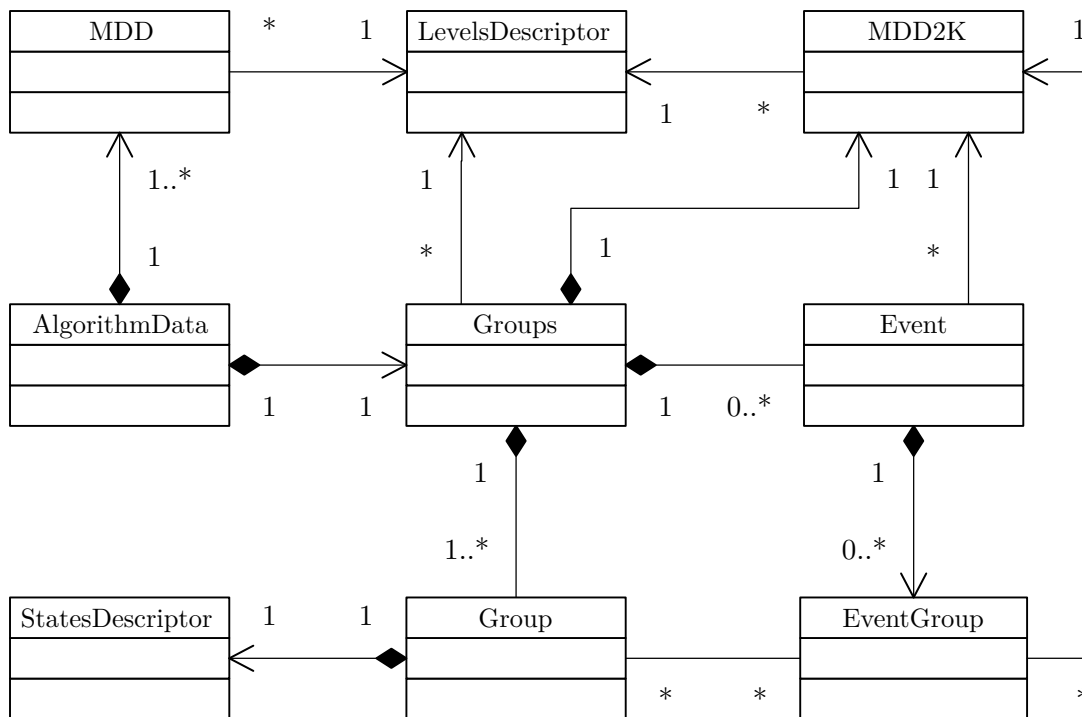 MDD * 1 LevelsDescriptor MDD2K 1
1 *
1..* 1 1 1
1 * 1 *
AlgorithmData Groups Event
1 1 1 0..*
1 1
1..* 0..*
StatesDescriptor 1 1 Group EventGroup
* * *